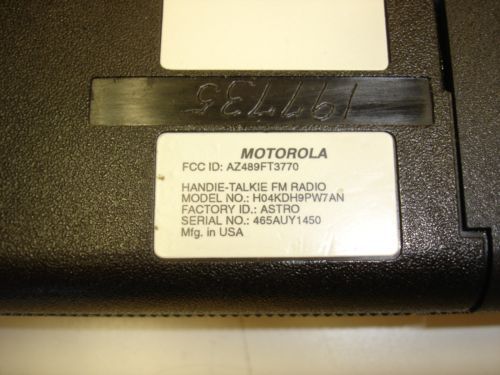 197735
MOTOROLA
FCC ID: AZ489FT3770
HANDIE-TALKIE FM RADIO
MODEL NO.: H04KDH9PW7AN
FACTORY ID.: ASTRO
SERIAL NO.: 465AUY1450
Mfg. in USA